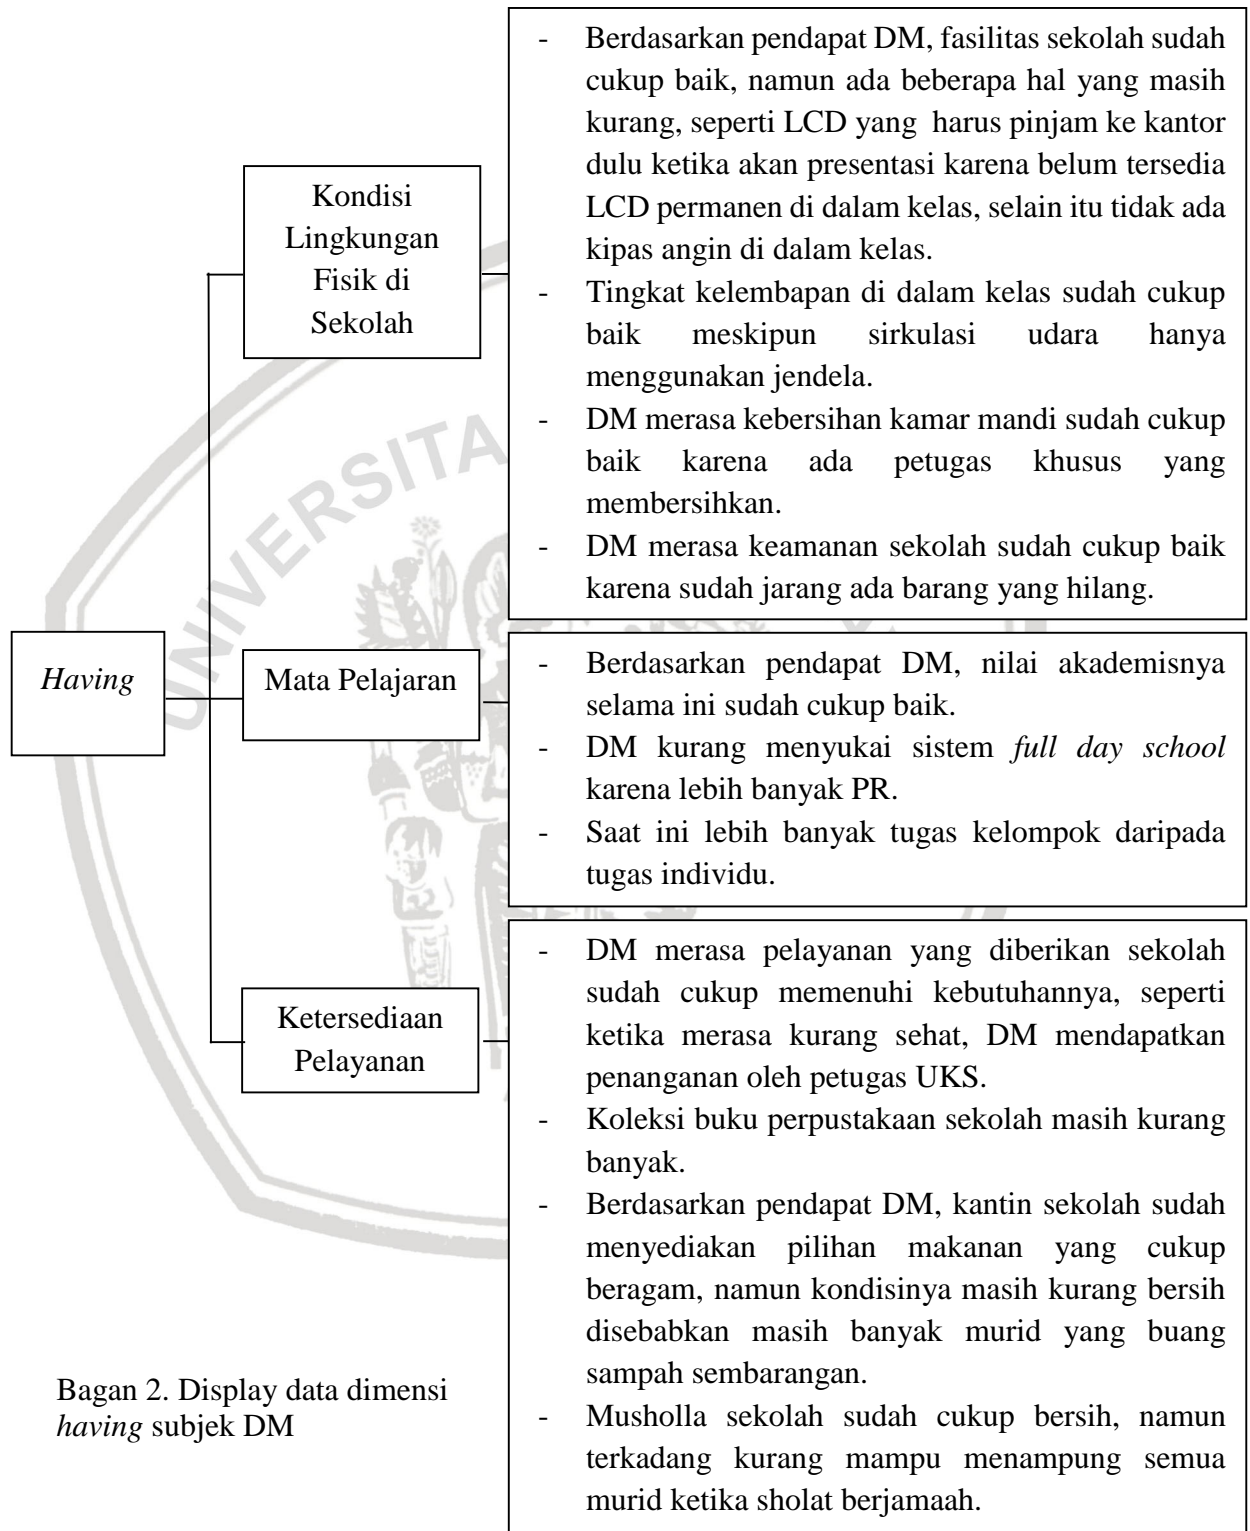 Having
Kondisi
Lingkungan
Fisik di
Sekolah
- Berdasarkan pendapat DM, fasilitas sekolah sudah
cukup baik, namun ada beberapa hal yang masih
kurang, seperti LCD yang harus pinjam ke kantor
dulu ketika akan presentasi karena belum tersedia
LCD permanen di dalam kelas, selain itu tidak ada
kipas angin di dalam kelas.
- Tingkat kelembapan di dalam kelas sudah cukup
baik meskipun sirkulasi udara hanya
menggunakan jendela.
- DM merasa kebersihan kamar mandi sudah cukup
baik karena ada petugas khusus yang
membersihkan.
- DM merasa keamanan sekolah sudah cukup baik
karena sudah jarang ada barang yang hilang.
Mata Pelajaran
- Berdasarkan pendapat DM, nilai akademisnya
selama ini sudah cukup baik.
- DM kurang menyukai sistem full day school
karena lebih banyak PR.
- Saat ini lebih banyak tugas kelompok daripada
tugas individu.
Ketersediaan
Pelayanan
- DM merasa pelayanan yang diberikan sekolah
sudah cukup memenuhi kebutuhannya, seperti
ketika merasa kurang sehat, DM mendapatkan
penanganan oleh petugas UKS.
- Koleksi buku perpustakaan sekolah masih kurang
banyak.
- Berdasarkan pendapat DM, kantin sekolah sudah
menyediakan pilihan makanan yang cukup
beragam, namun kondisinya masih kurang bersih
disebabkan masih banyak murid yang buang
sampah sembarangan.
- Musholla sekolah sudah cukup bersih, namun
terkadang kurang mampu menampung semua
murid ketika sholat berjamaah.
Bagan 2. Display data dimensi
having subjek DM
UNIVERSITA